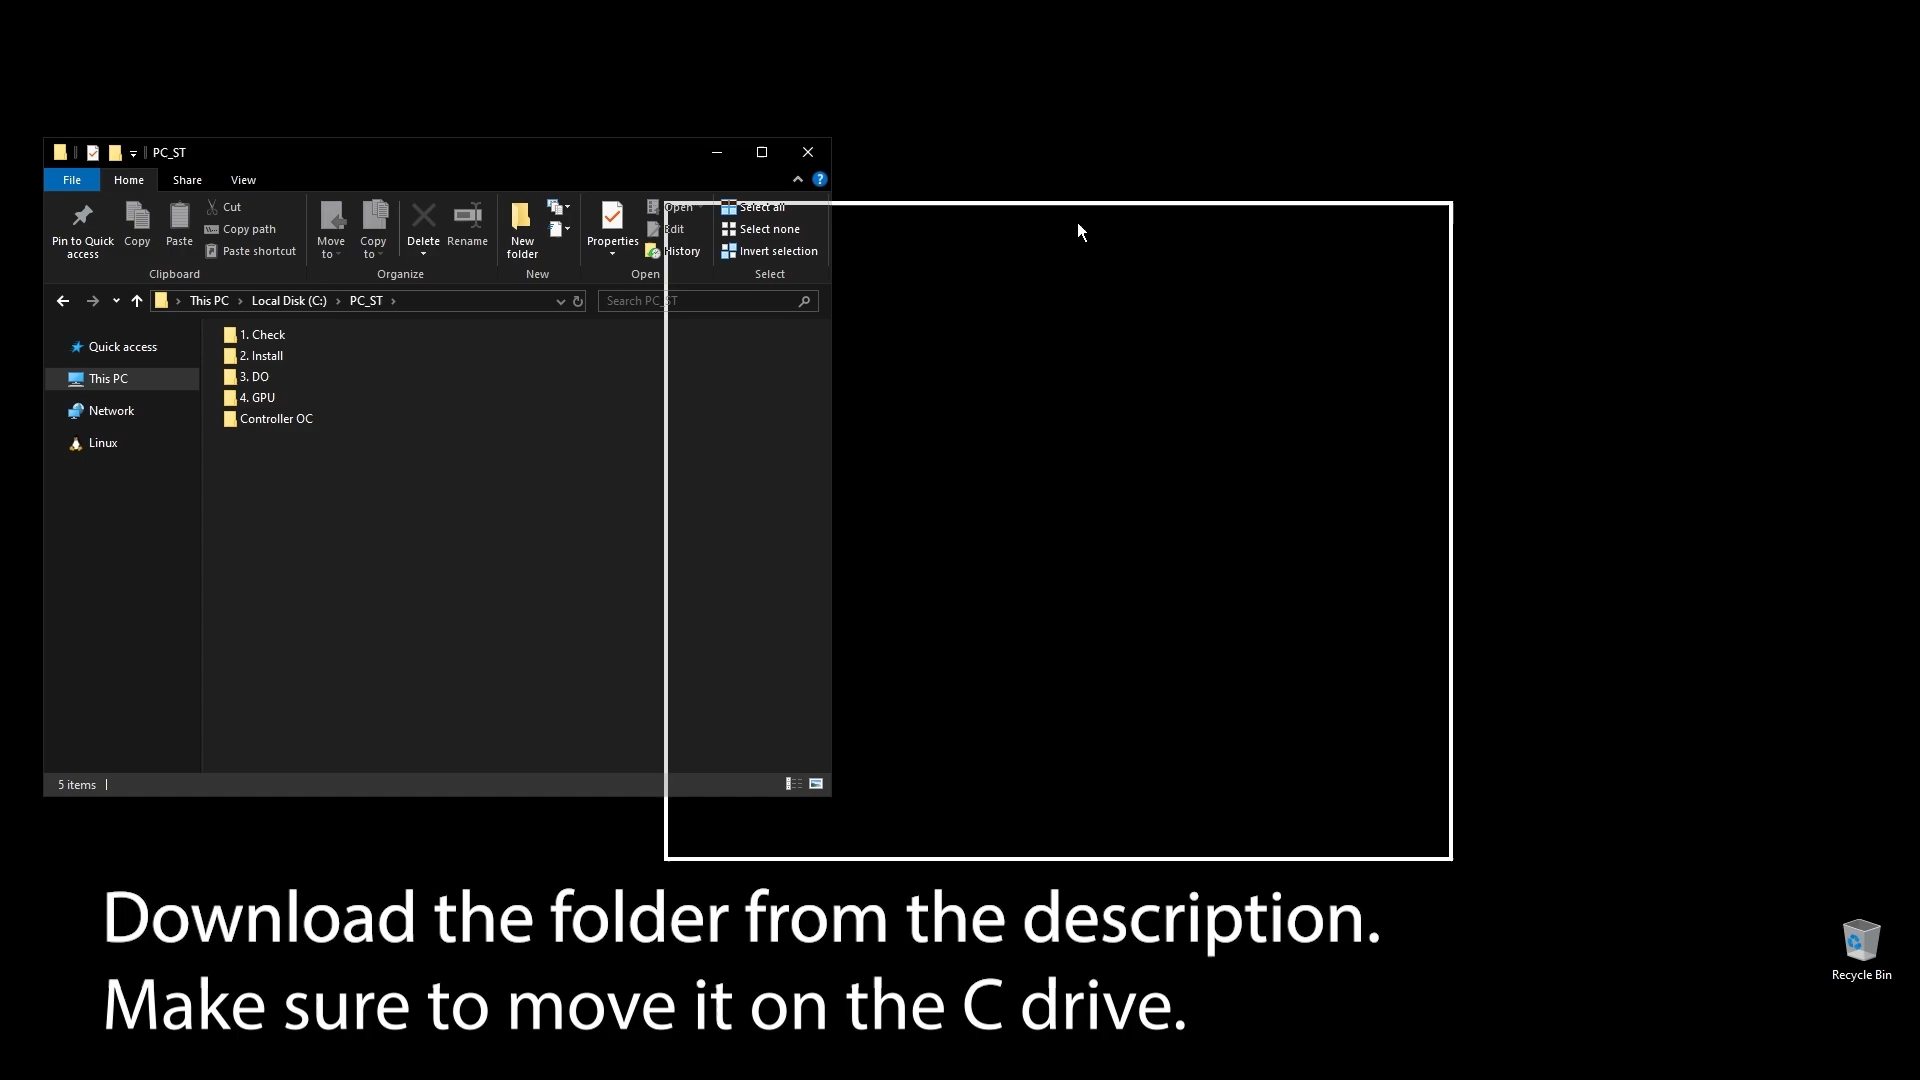 PC_ST
File Home Share View
Pin to Quick access
Copy
Paste
Cut
Copy path
Paste shortcut
Clipboard
Move to
Copy to
Delete
Rename
Organize
New folder
New
Properties
Open
Edit
History
Open
Select all
Select none
Invert selection
Select
This PC > Local Disk (C:) > PC_ST >
Search PC_ST
Quick access
This PC
Network
Linux
1. Check
2. Install
3. DO
4. GPU
Controller OC
5 items
Download the folder from the description.
Make sure to move it on the C drive.
Recycle Bin